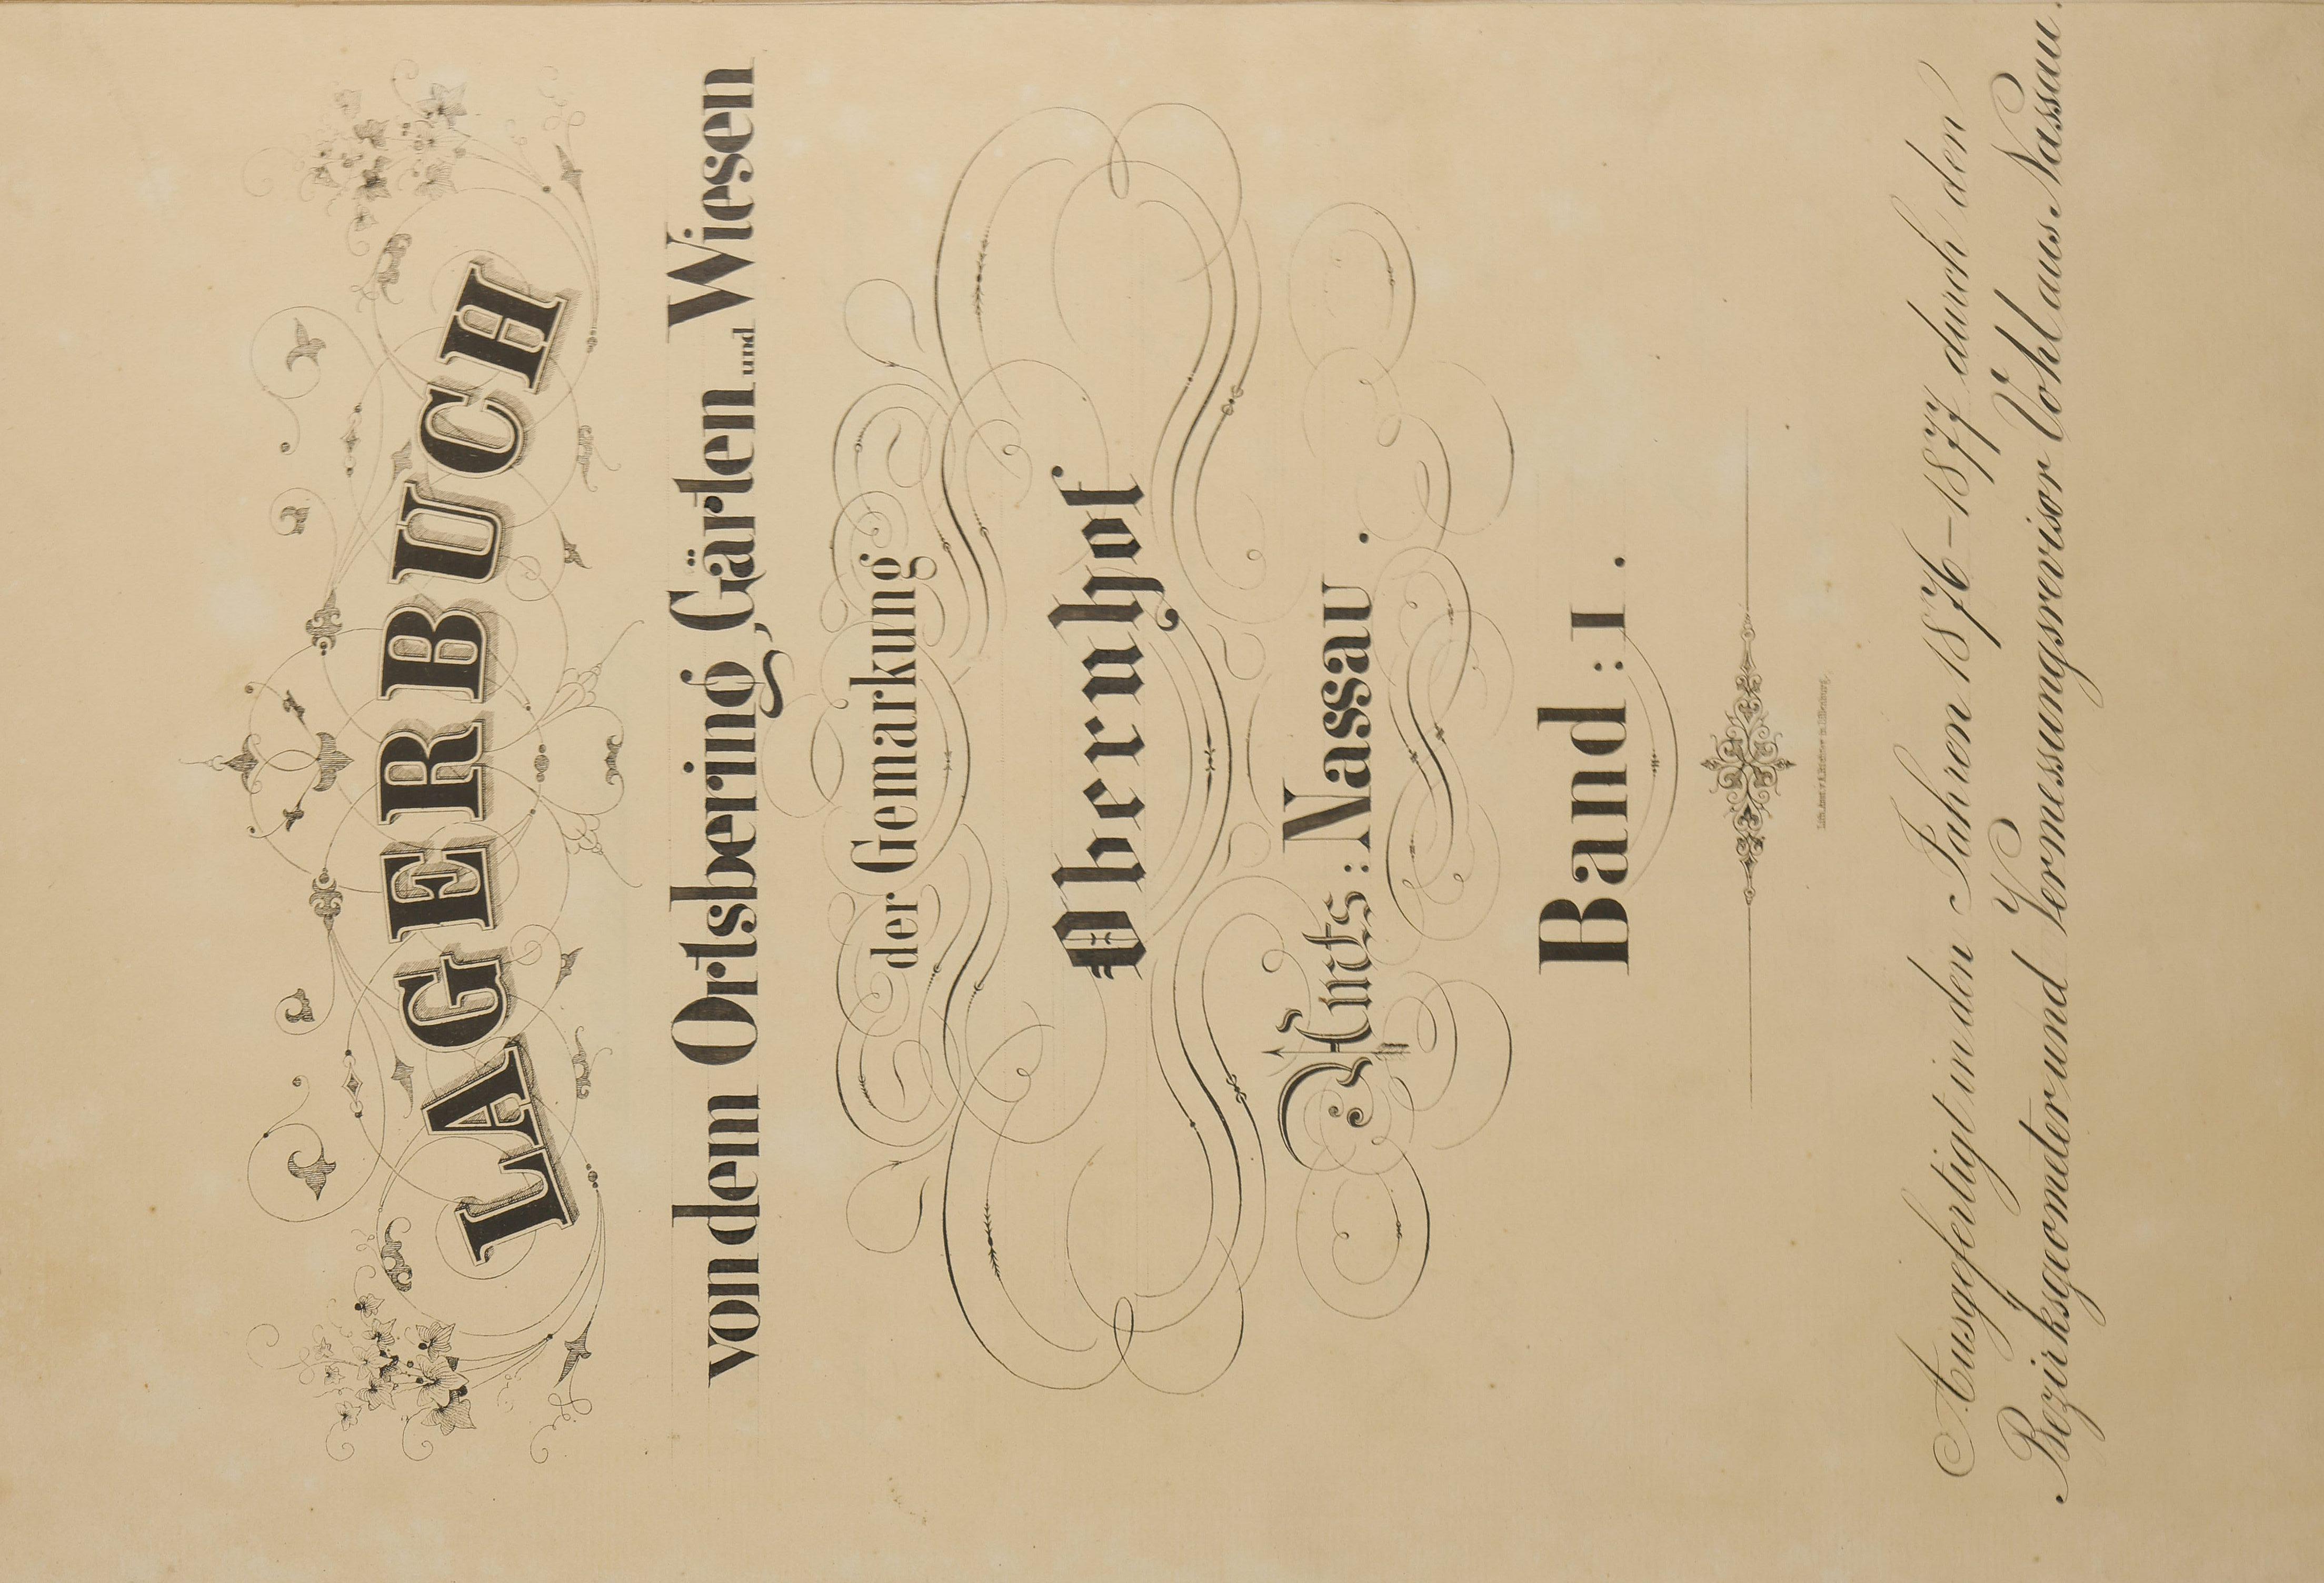 LAGERBUCH
von dem Ortsbering, Gärten und Wiesen
der Gemarkung
Obernhof
Amts: Nassau.
Band: I.
Ausgefertigt in den Jahren 1876–1877 durch den
Bezirksgeometer und Vermessungsrevisor Vohl aus Nassau.